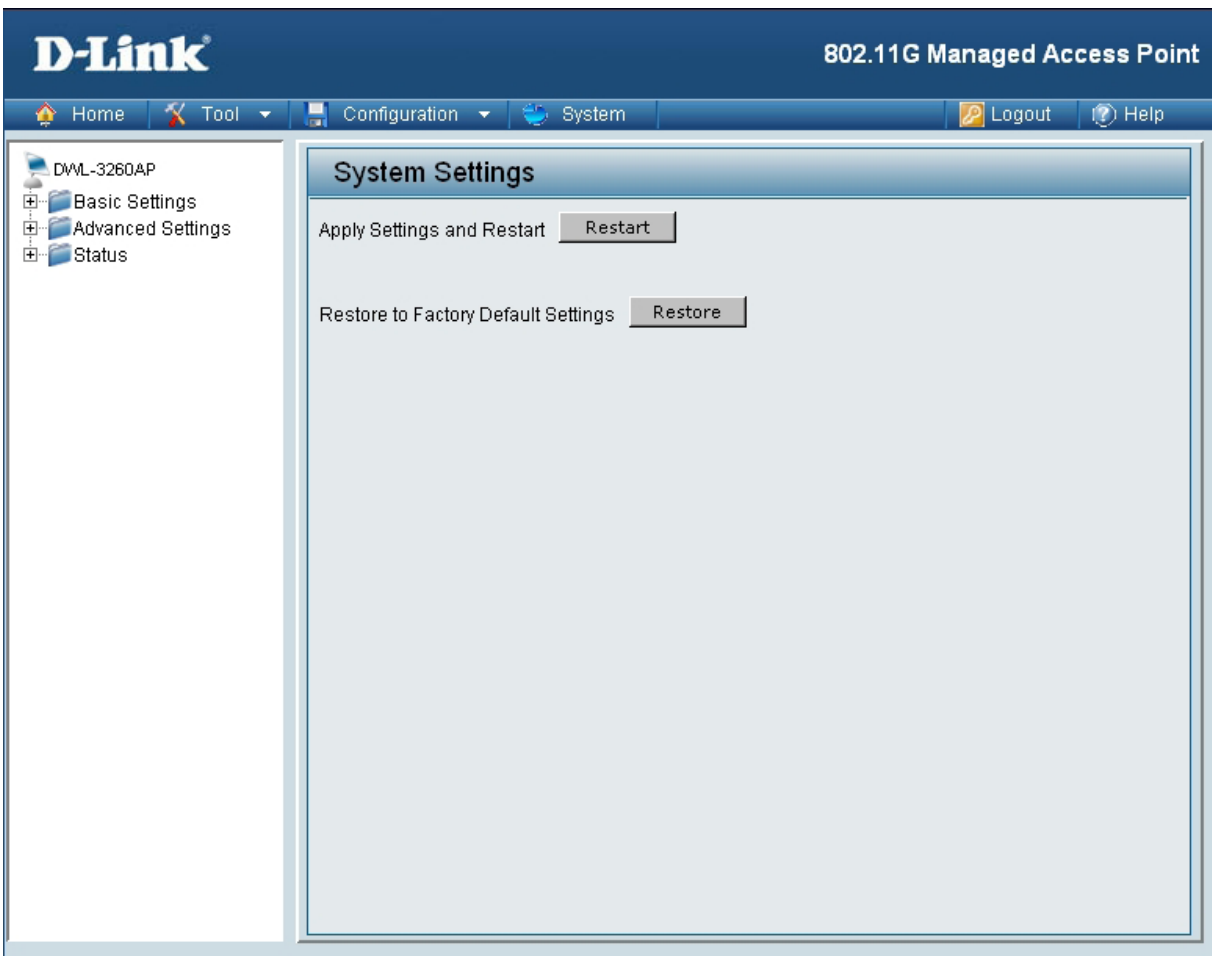 D-Link
802.11G Managed Access Point
Home Tool Configuration System Logout Help
DWL-3260AP
Basic Settings
Advanced Settings
Status
System Settings
Apply Settings and Restart Restart
Restore to Factory Default Settings Restore